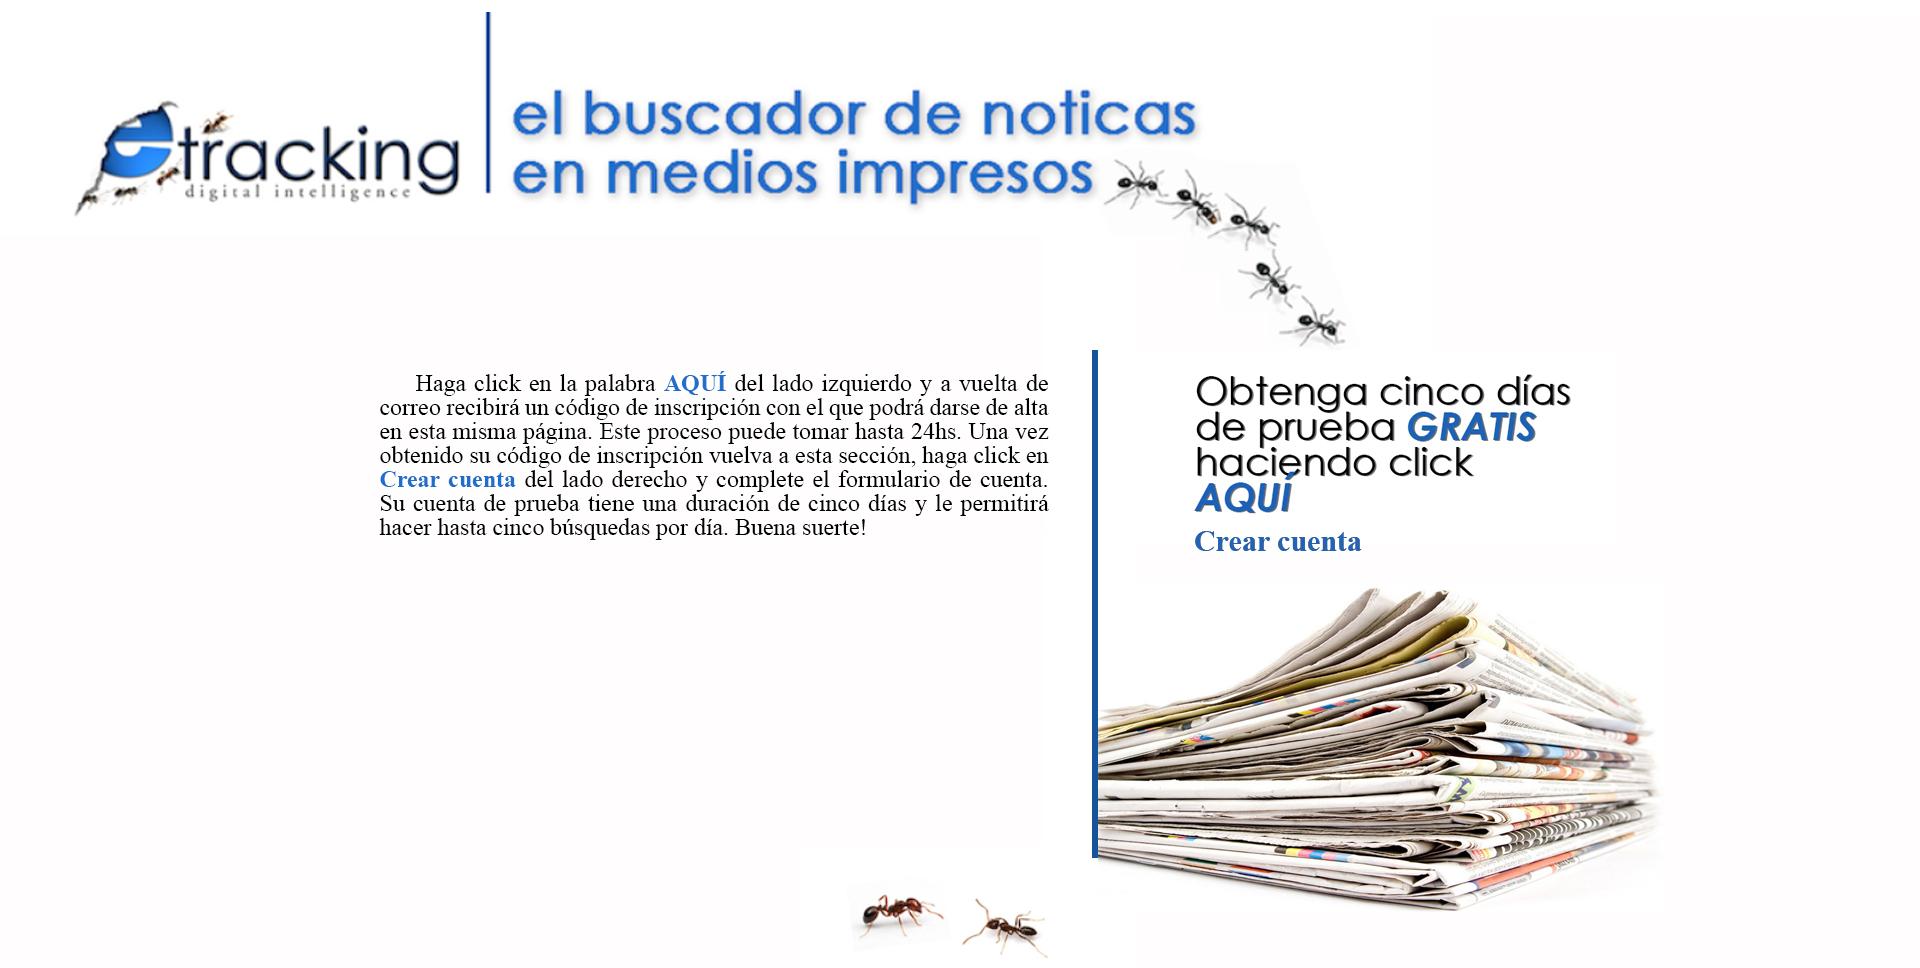 etracking
digital intelligence
el buscador de noticas
en medios impresos
Haga click en la palabra AQUÍ del lado izquierdo y a vuelta de
correo recibirá un código de inscripción con el que podrá darse de alta
en esta misma página. Este proceso puede tomar hasta 24hs. Una vez
obtenido su código de inscripción vuelva a esta sección, haga click en
Crear cuenta del lado derecho y complete el formulario de cuenta.
Su cuenta de prueba tiene una duración de cinco días y le permitirá
hacer hasta cinco búsquedas por día. Buena suerte!
Obtenga cinco días
de prueba GRATIS
haciendo click
AQUÍ
Crear cuenta